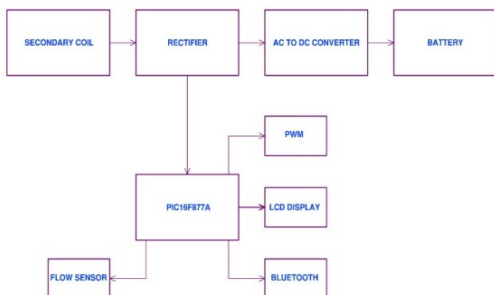 SECONDARY COIL
RECTIFIER
AC TO DC CONVERTER
BATTERY
PWM
PIC16F877A
LCD DISPLAY
FLOW SENSOR
BLUETOOTH